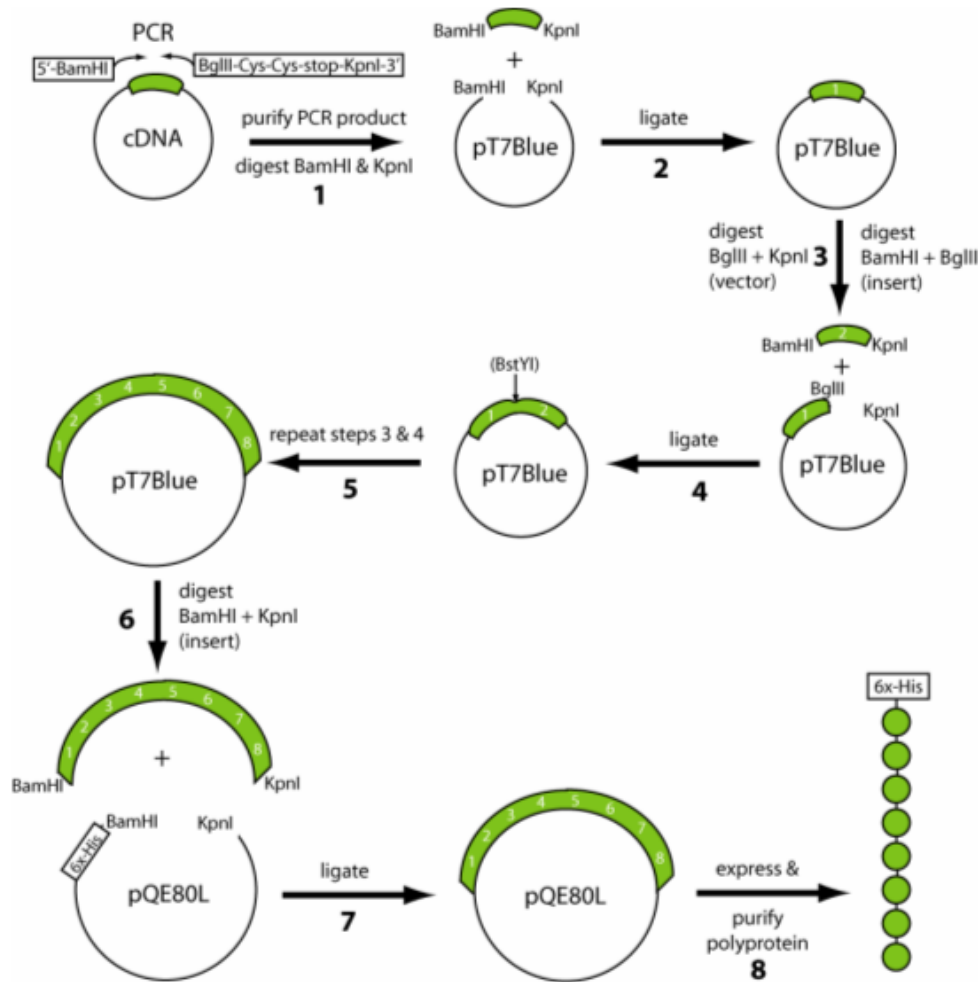 PCR
5'-BamHI
BglII-Cys-Cys-stop-KpnI-3'
cDNA
purify PCR product
digest BamHI & KpnI
1
BamHI
KpnI
+
BamHI
KpnI
pT7Blue
ligate
2
1
pT7Blue
digest
BglII + KpnI
(vector)
3
digest
BamHI + BglII
(insert)
BamHI
2
KpnI
+
BglII
1
KpnI
pT7Blue
ligate
4
(BstYI)
1
2
pT7Blue
repeat steps 3 & 4
5
1
2
3
4
5
6
7
8
pT7Blue
6
digest
BamHI + KpnI
(insert)
1
2
3
4
5
6
7
8
BamHI
KpnI
+
6x-His
BamHI
KpnI
pQE80L
ligate
7
1
2
3
4
5
6
7
8
pQE80L
express &
purify
polyprotein
8
6x-His